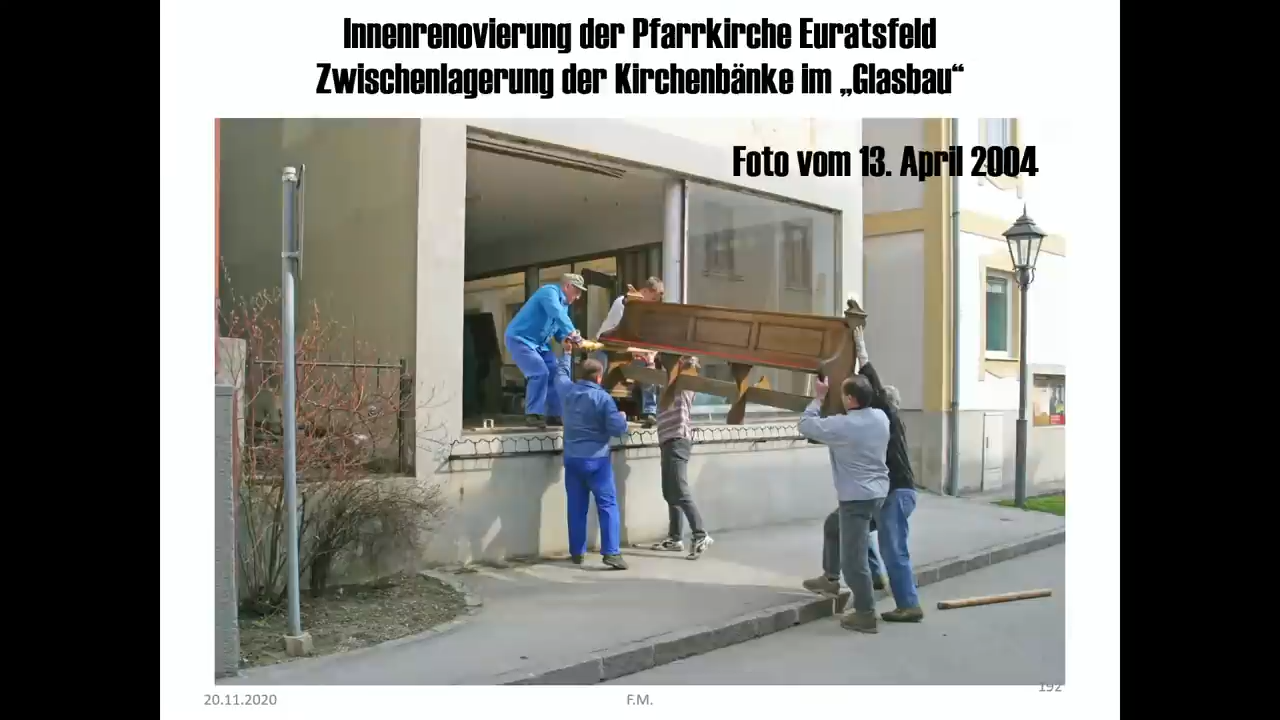 Innenrenovierung der Pfarrkirche Euratsfeld
Zwischenlagerung der Kirchenbänke im „Glasbau“
Foto vom 13. April 2004
20.11.2020
F.M.
192